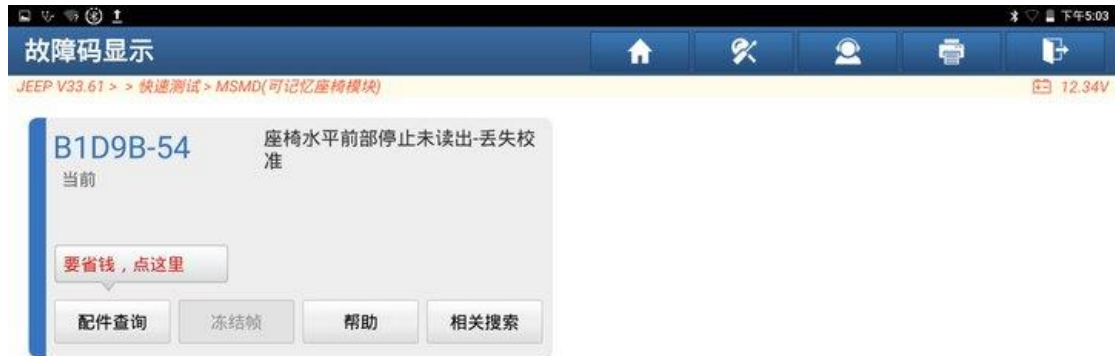 下午5:03
故障码显示
JEEP V33.61 > > 快速测试 > MSMD(可记忆座椅模块)
12.34V
B1D9B-54
座椅水平前部停止未读出-丢失校
准
当前
要省钱，点这里
配件查询
冻结帧
帮助
相关搜索